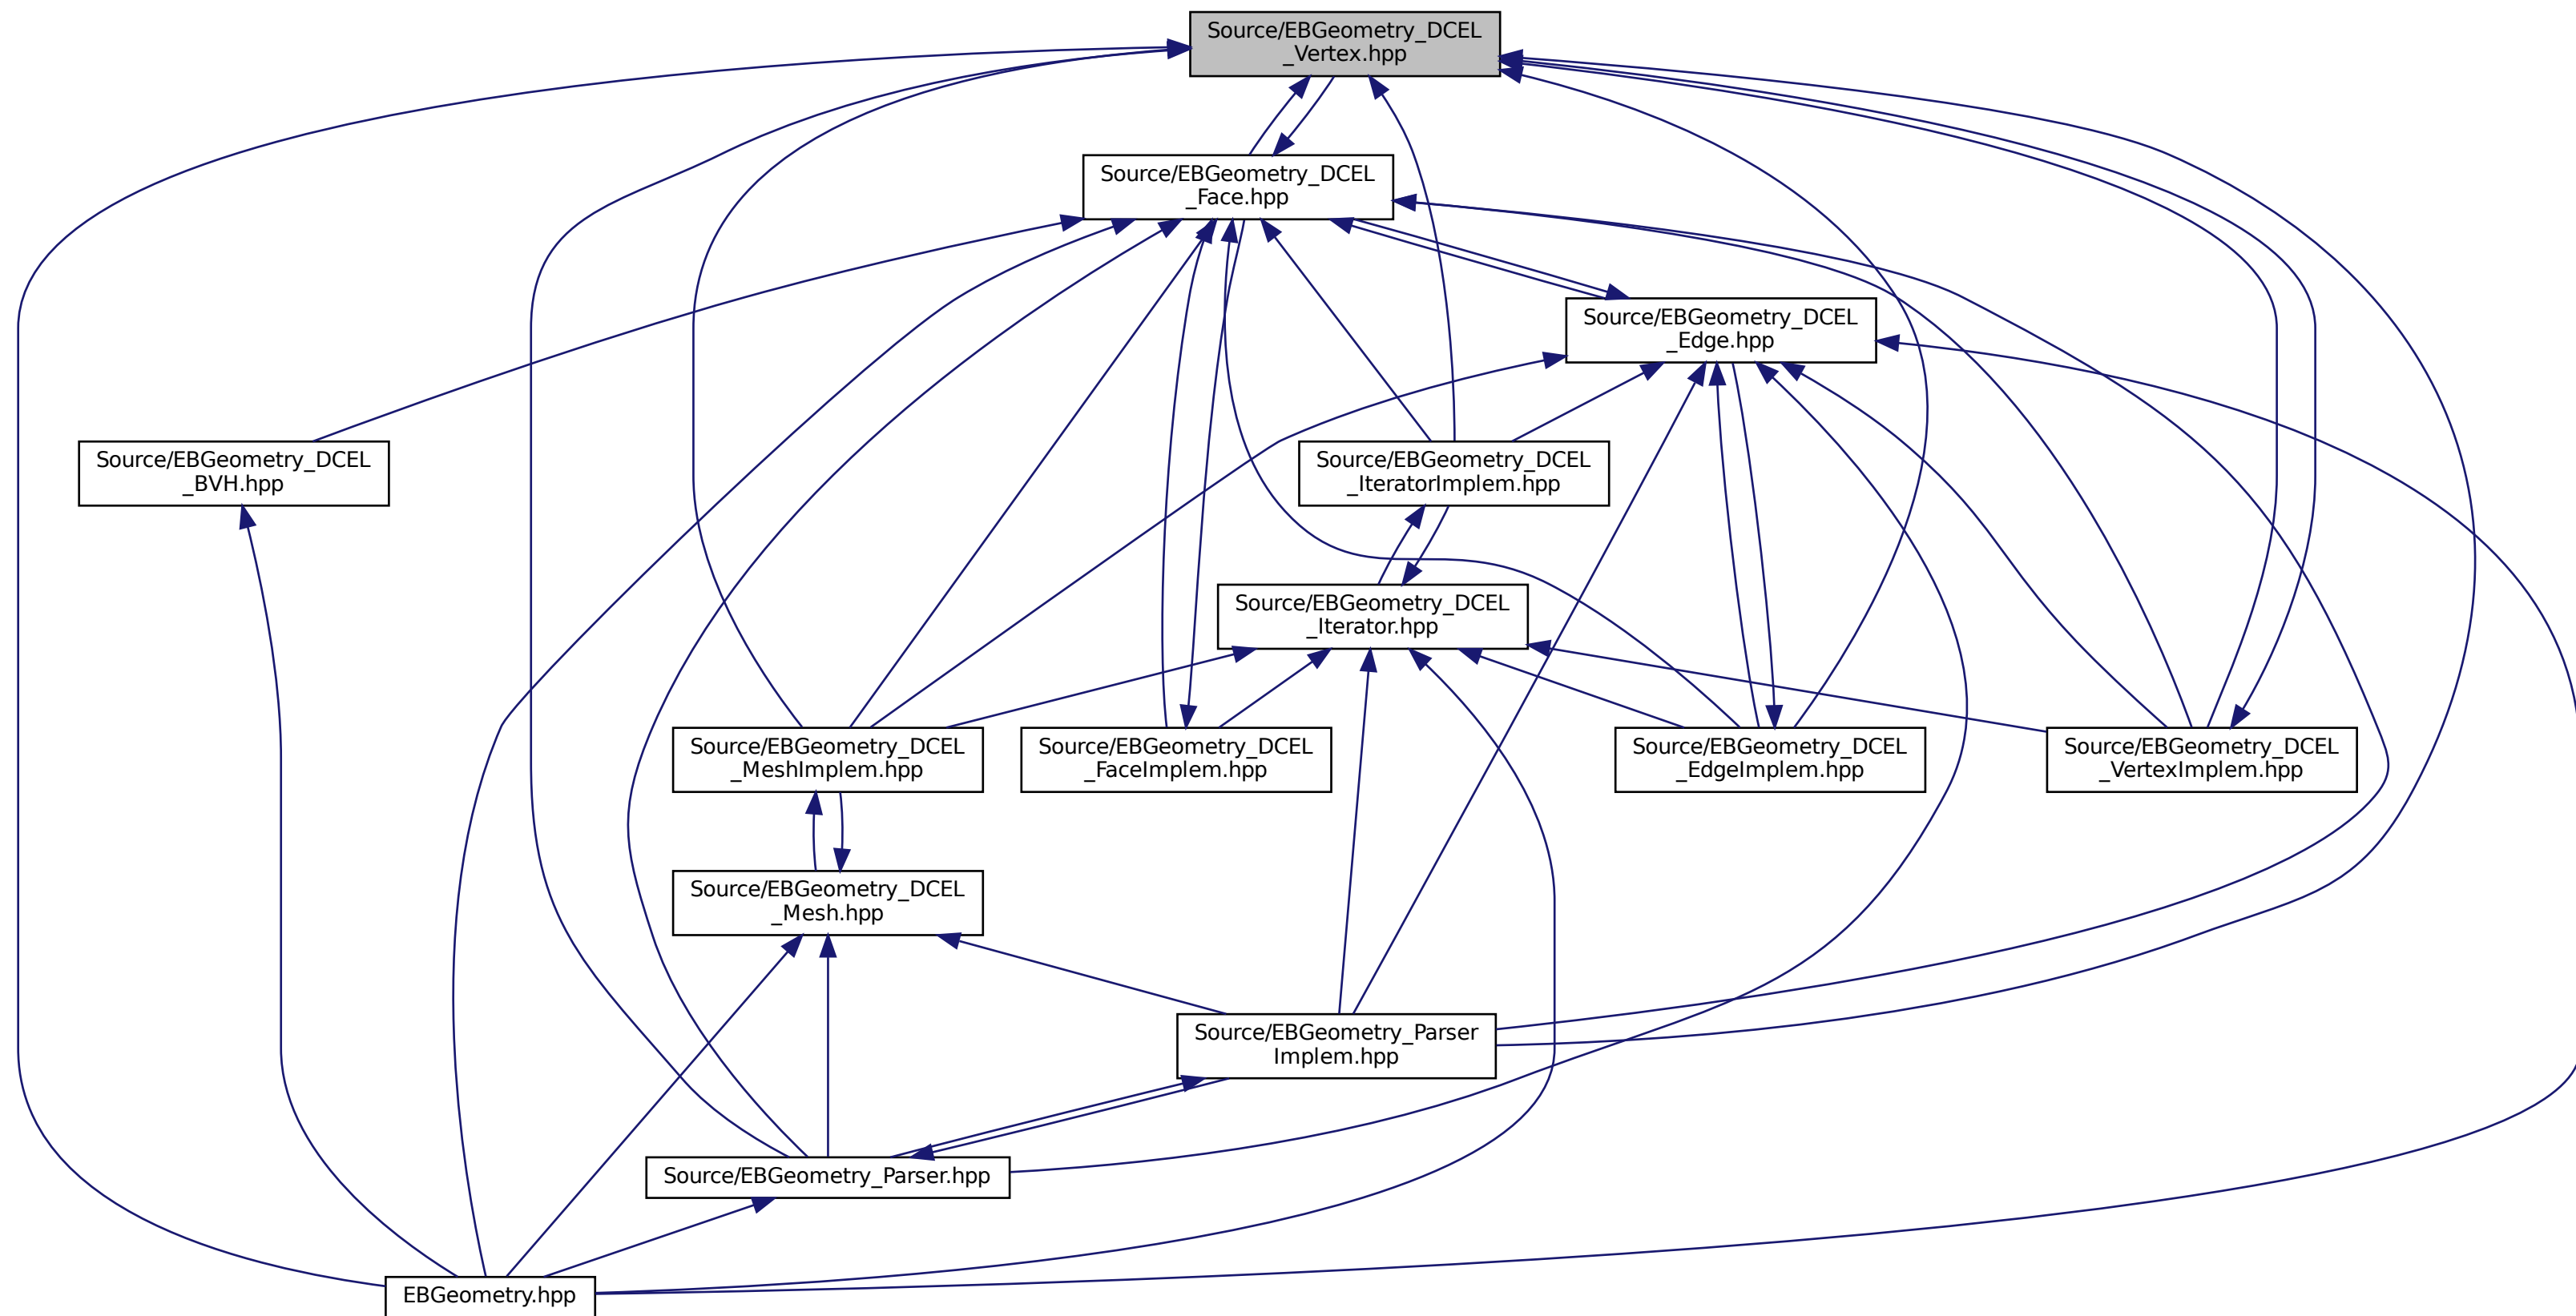 Source/EBGeometry_DCEL
_Vertex.hpp
Source/EBGeometry_DCEL
_Face.hpp
Source/EBGeometry_DCEL
_Edge.hpp
Source/EBGeometry_DCEL
_BVH.hpp
Source/EBGeometry_DCEL
_IteratorImplem.hpp
Source/EBGeometry_DCEL
_Iterator.hpp
Source/EBGeometry_DCEL
_MeshImplem.hpp
Source/EBGeometry_DCEL
_FaceImplem.hpp
Source/EBGeometry_DCEL
_EdgeImplem.hpp
Source/EBGeometry_DCEL
_VertexImplem.hpp
Source/EBGeometry_DCEL
_Mesh.hpp
Source/EBGeometry_Parser
Implem.hpp
Source/EBGeometry_Parser.hpp
EBGeometry.hpp